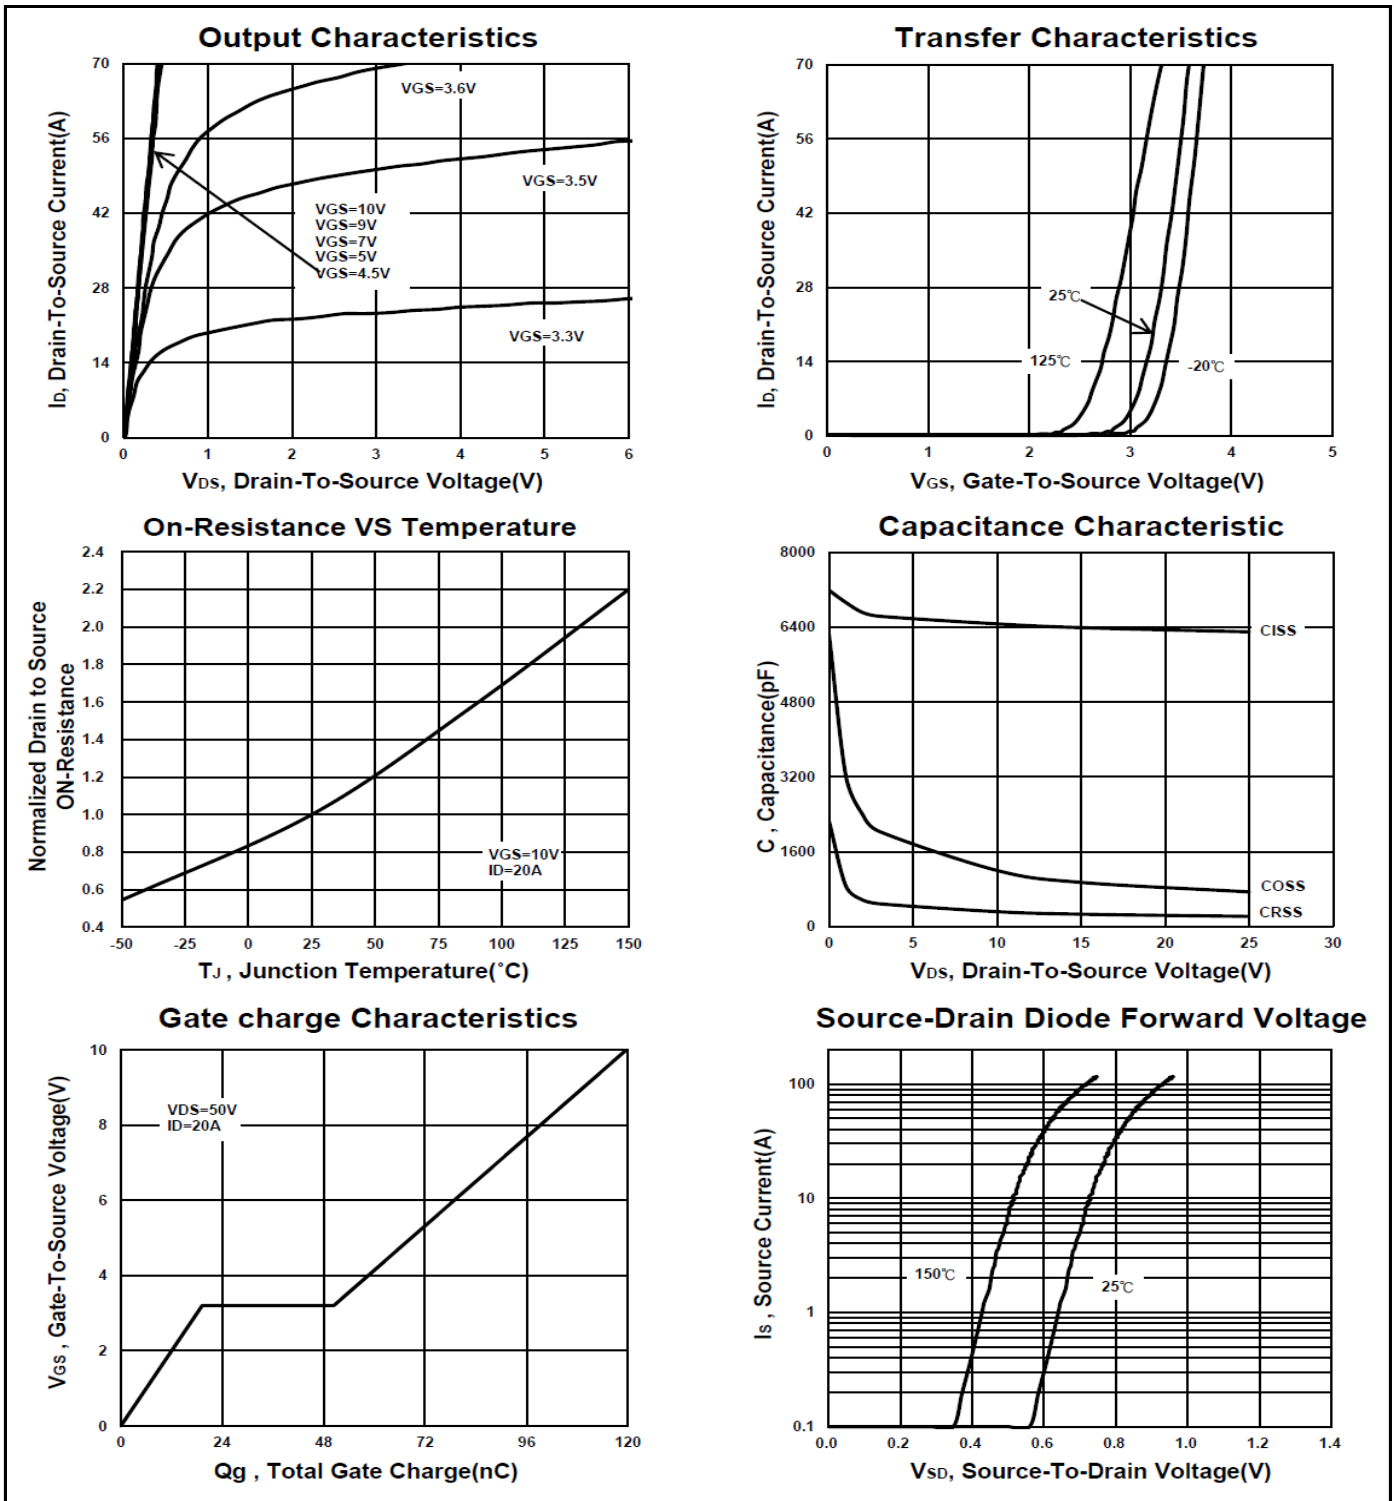 Output Characteristics
70
56
42
28
14
0
0 1 2 3 4 5 6
ID, Drain-To-Source Current(A)
VGS=3.6V
VGS=3.5V
VGS=10V
VGS=9V
VGS=7V
VGS=5V
VGS=4.5V
VGS=3.3V
VDS, Drain-To-Source Voltage(V)
Transfer Characteristics
70
56
42
28
14
0
0 1 2 3 4 5
ID, Drain-To-Source Current(A)
25℃
125℃
-20℃
VGS, Gate-To-Source Voltage(V)
On-Resistance VS Temperature
2.4
2.2
2.0
1.8
1.6
1.4
1.2
1.0
0.8
0.6
0.4
-50 -25 0 25 50 75 100 125 150
Normalized Drain to Source
ON-Resistance
VGS=10V
ID=20A
TJ , Junction Temperature(˚C)
Capacitance Characteristic
8000
6400
4800
3200
1600
0
0 5 10 15 20 25 30
C , Capacitance(pF)
CISS
COSS
CRSS
VDS, Drain-To-Source Voltage(V)
Gate charge Characteristics
10
8
6
4
2
0
0 24 48 72 96 120
VGS , Gate-To-Source Voltage(V)
VDS=50V
ID=20A
Qg , Total Gate Charge(nC)
Source-Drain Diode Forward Voltage
100
10
1
0.1
0.0 0.2 0.4 0.6 0.8 1.0 1.2 1.4
IS , Source Current(A)
150℃
25℃
VSD, Source-To-Drain Voltage(V)